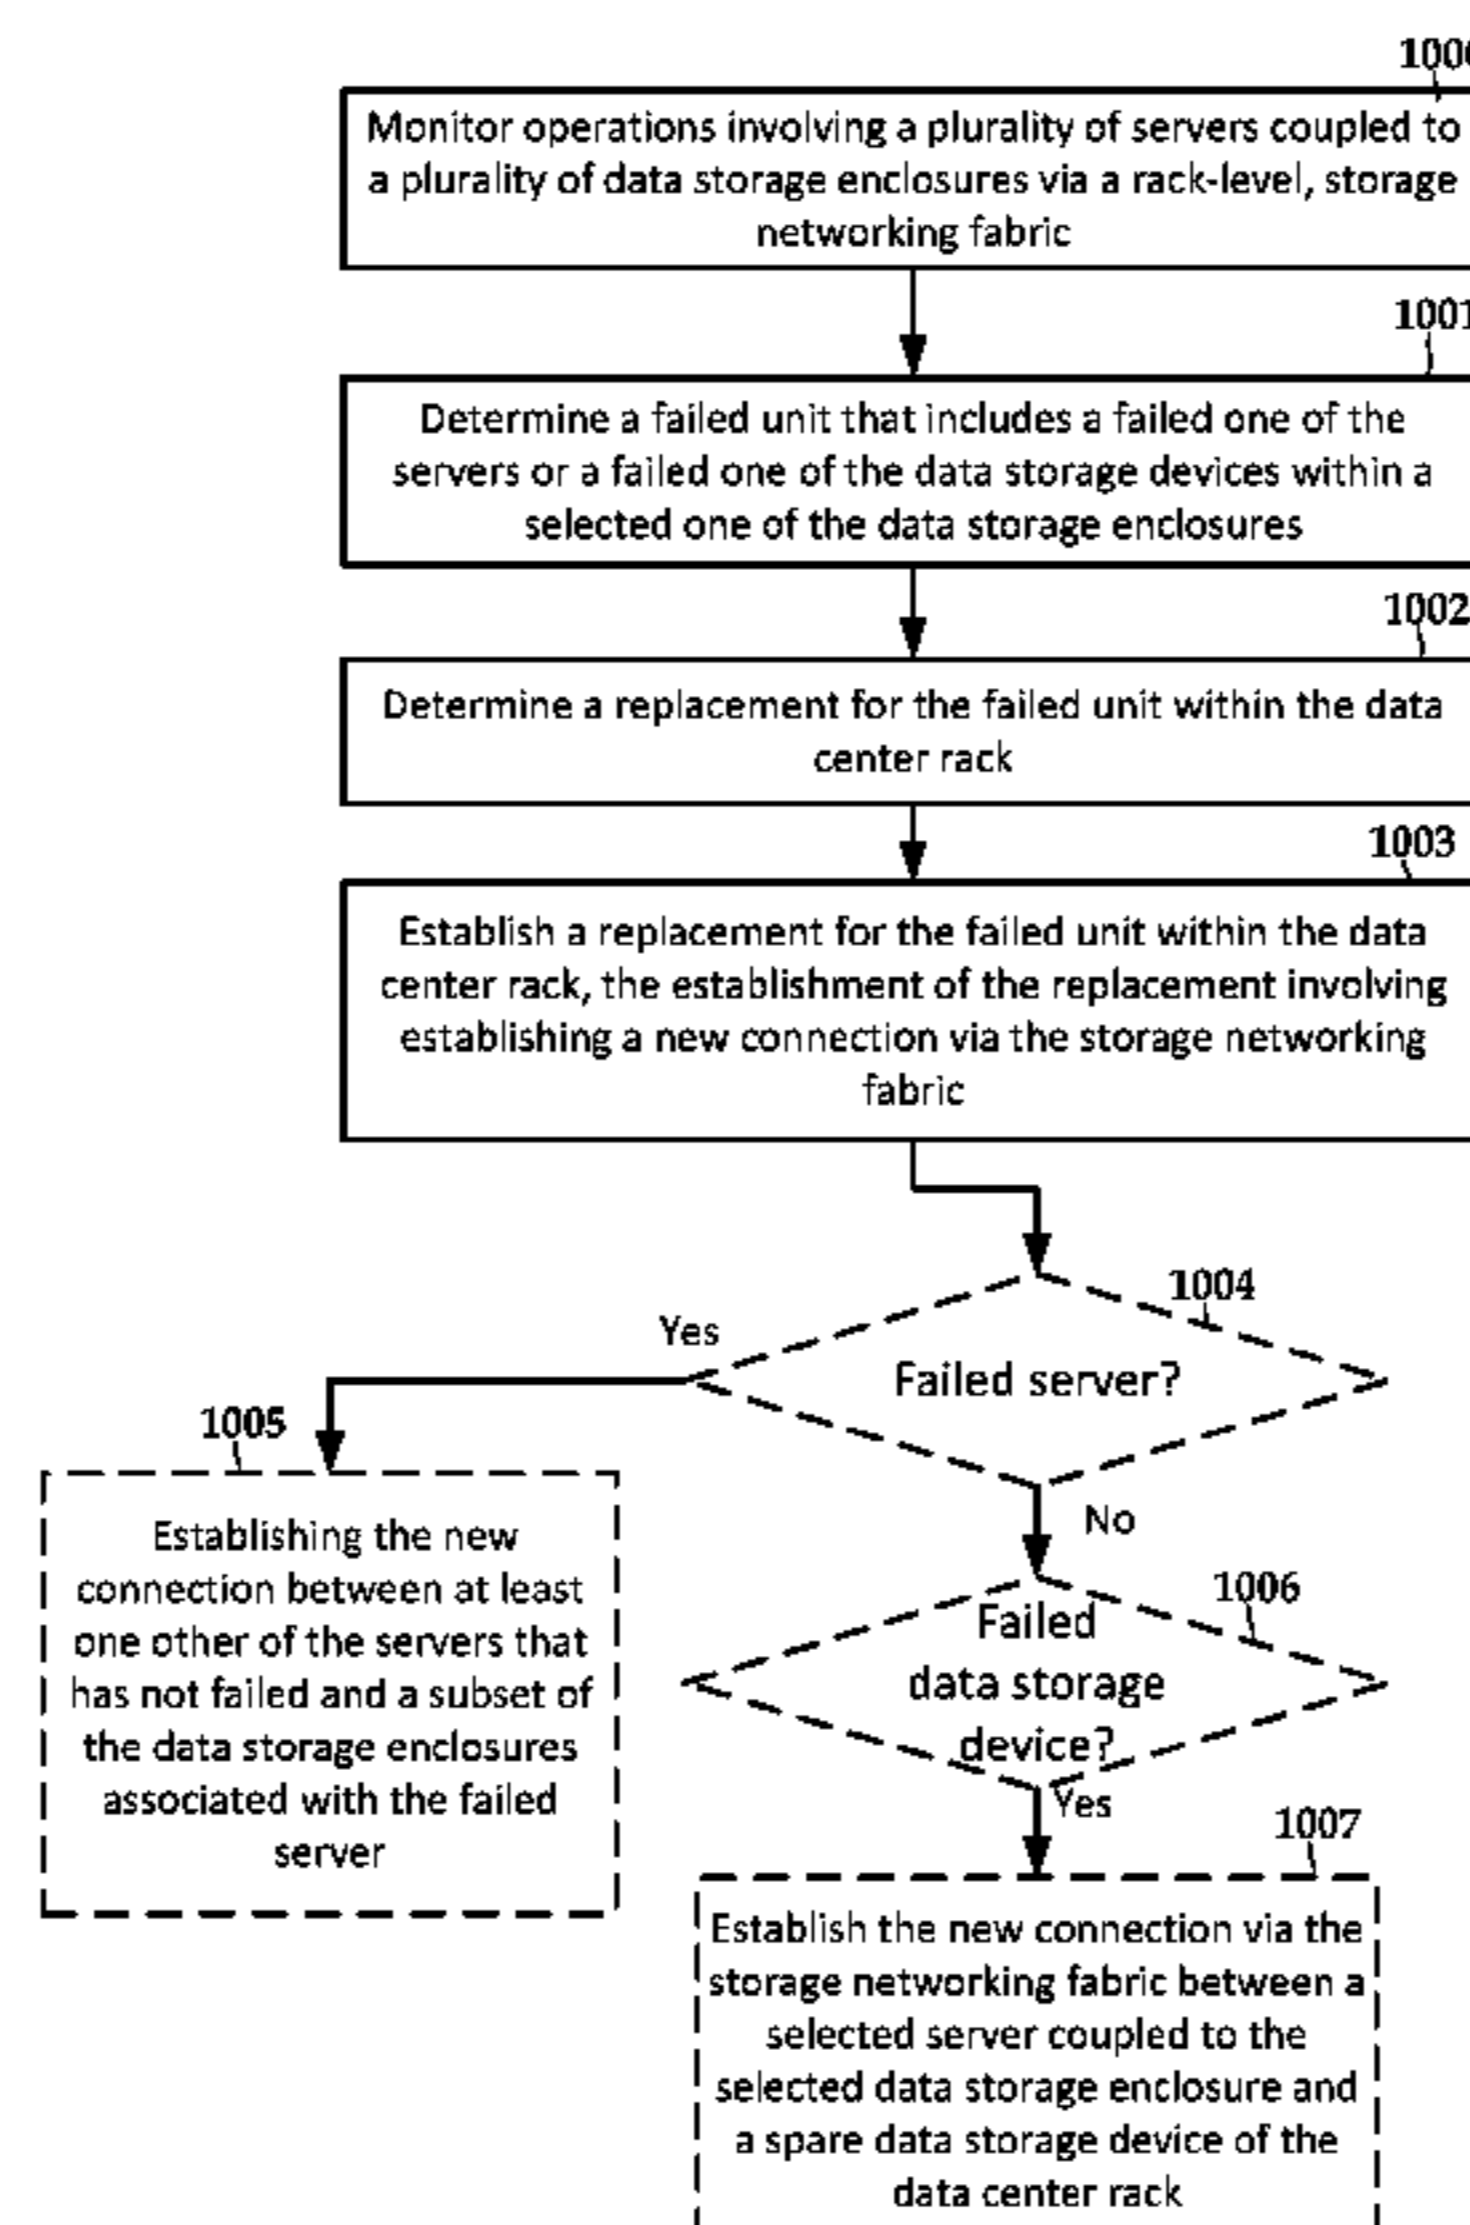 1000
Monitor operations involving a plurality of servers coupled to
a plurality of data storage enclosures via a rack-level, storage
networking fabric
1001
Determine a failed unit that includes a failed one of the
servers or a failed one of the data storage devices within a
selected one of the data storage enclosures
1002
Determine a replacement for the failed unit within the data
center rack
1003
Establish a replacement for the failed unit within the data
center rack, the establishment of the replacement involving
establishing a new connection via the storage networking
fabric
1004
Yes
Failed server?
1005
No
Establishing the new
connection between at least
one other of the servers that
has not failed and a subset of
the data storage enclosures
associated with the failed
server
1006
Failed
data storage
device?
Yes
1007
Establish the new connection via the
storage networking fabric between a
selected server coupled to the
selected data storage enclosure and
a spare data storage device of the
data center rack